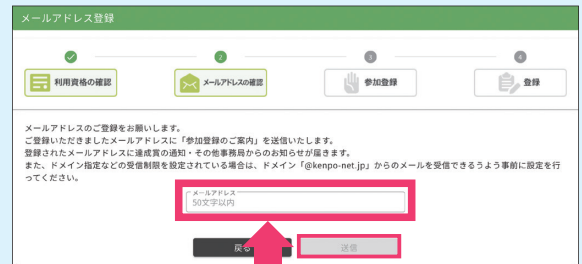 メールアドレス登録
2 3 4
利用資格の確認 メールアドレスの確認 参加登録 登録
メールアドレスのご登録をお願いします。
ご登録いただきましたメールアドレスに「参加登録のご案内」を送信いたします。
登録されたメールアドレスに達成賞の通知・その他事務局からのお知らせが届きます。
また、ドメイン指定などの受信制限を設定されている場合は、ドメイン「@kenpo-net.jp」からのメールを受信できるうよう事前に設定を行
ってください。
メールアドレス
50文字以内
戻る 送信